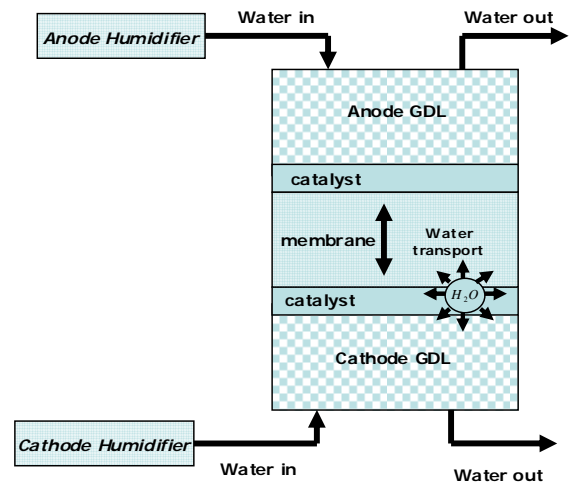 Water in
Water out
Anode Humidifier
Anode GDL
catalyst
membrane
Water
transport
catalyst
H₂O
Cathode GDL
Cathode Humidifier
Water in
Water out